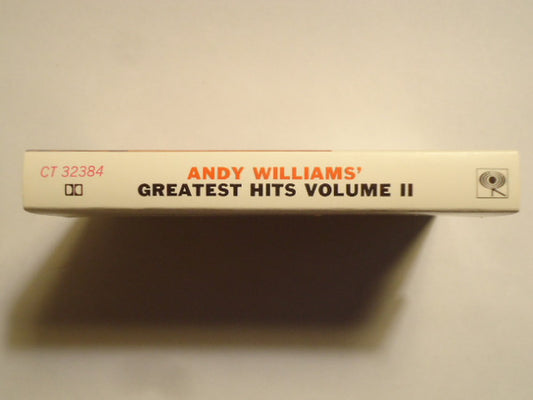 CT 32384
ANDY WILLIAMS'
GREATEST HITS VOLUME II